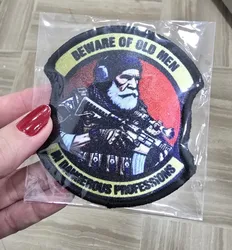 BEWARE OF OLD MEN
IN DANGEROUS PROFESSIONS